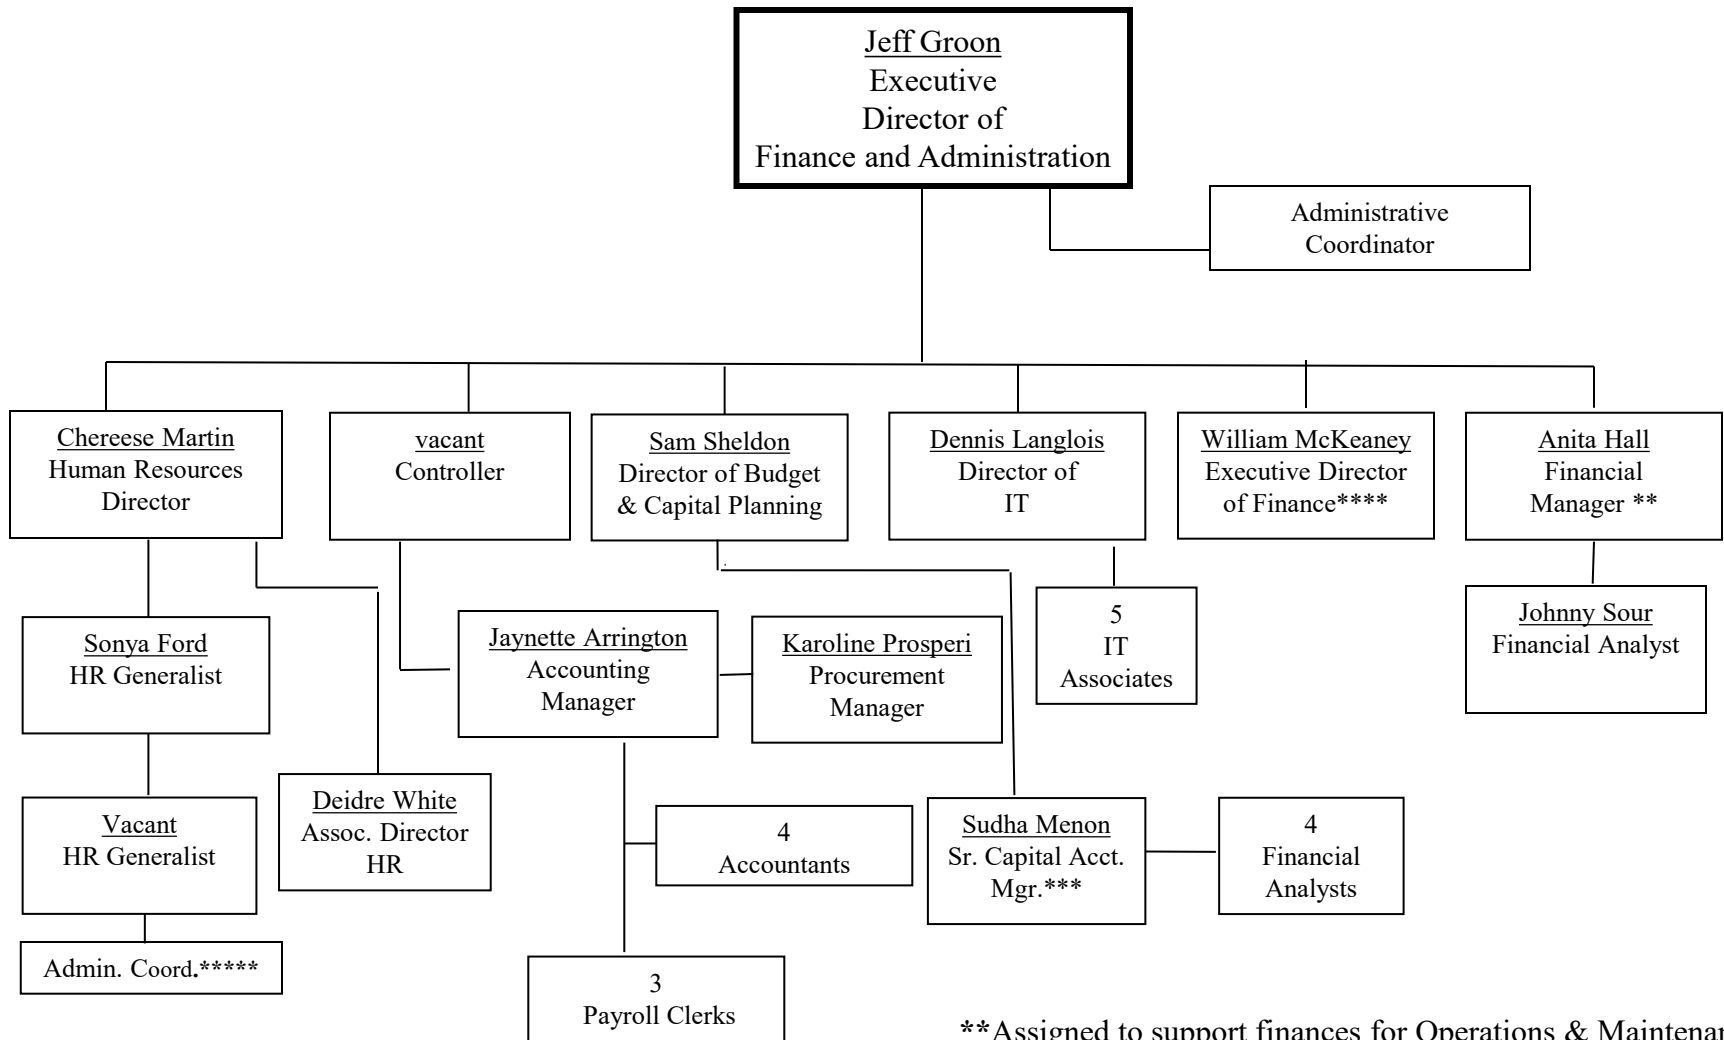 Jeff Groon
Executive
Director of
Finance and Administration
Administrative
Coordinator
Chereese Martin
Human Resources
Director
vacant
Controller
Sam Sheldon
Director of Budget
& Capital Planning
Dennis Langlois
Director of
IT
William McKeaney
Executive Director
of Finance****
Anita Hall
Financial
Manager **
Sonya Ford
HR Generalist
Jaynette Arrington
Accounting
Manager
Karoline Prosperi
Procurement
Manager
5
IT
Associates
Johnny Sour
Financial Analyst
Vacant
HR Generalist
Deidre White
Assoc. Director
HR
4
Accountants
Sudha Menon
Sr. Capital Acct.
Mgr.***
4
Financial
Analysts
Admin. Coord.*****
3
Payroll Clerks
**Assigned to support finances for Operations & Maintenan